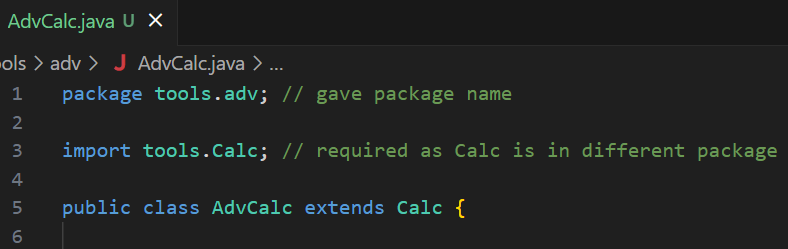 AdvCalc.java U
ols > adv > J AdvCalc.java > ...
1 package tools.adv; // gave package name
2
3 import tools.Calc; // required as Calc is in different package
4
5 public class AdvCalc extends Calc {
6